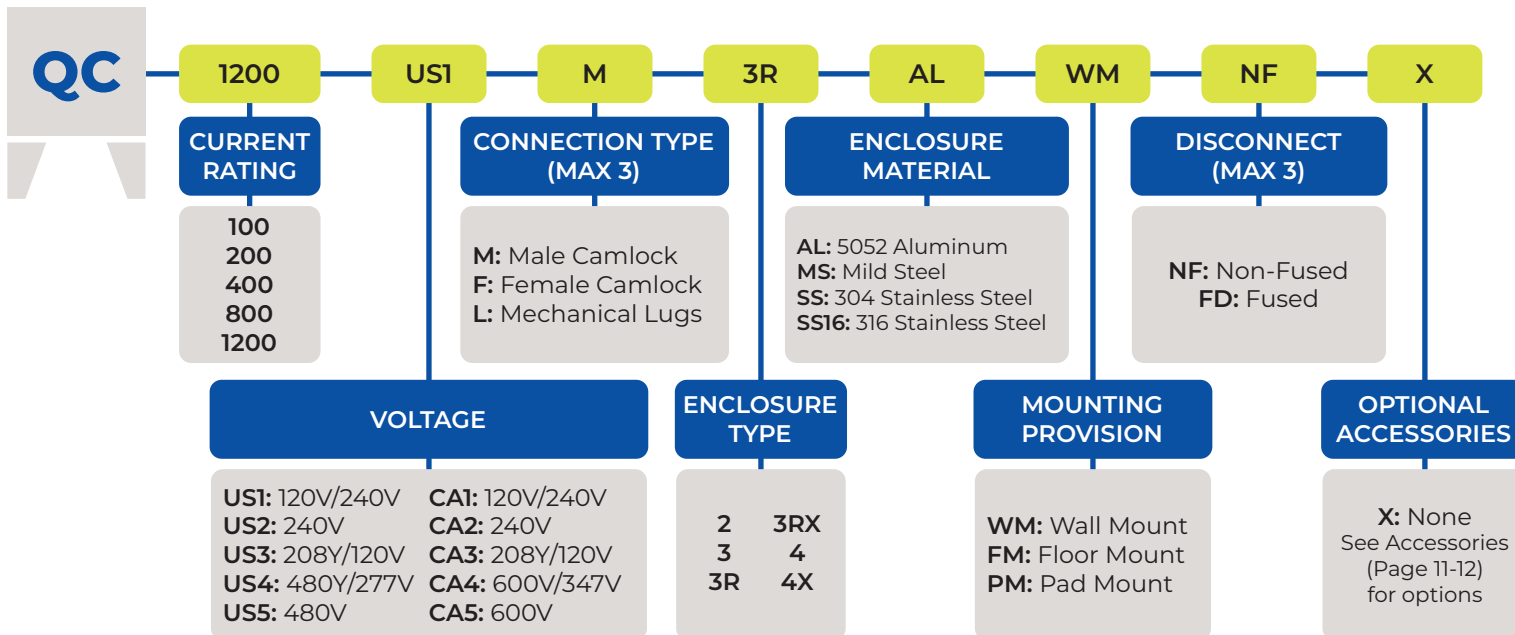 QC
1200 US1 M 3R AL WM NF X
CURRENT
RATING
100
200
400
800
1200
CONNECTION TYPE
(MAX 3)
M: Male Camlock
F: Female Camlock
L: Mechanical Lugs
ENCLOSURE
MATERIAL
AL: 5052 Aluminum
MS: Mild Steel
SS: 304 Stainless Steel
SS16: 316 Stainless Steel
DISCONNECT
(MAX 3)
NF: Non-Fused
FD: Fused
VOLTAGE
US1: 120V/240V CA1: 120V/240V
US2: 240V CA2: 240V
US3: 208Y/120V CA3: 208Y/120V
US4: 480Y/277V CA4: 600V/347V
US5: 480V CA5: 600V
ENCLOSURE
TYPE
2 3RX
3 4
3R 4X
MOUNTING
PROVISION
WM: Wall Mount
FM: Floor Mount
PM: Pad Mount
OPTIONAL
ACCESSORIES
X: None
See Accessories
(Page 11-12)
for options